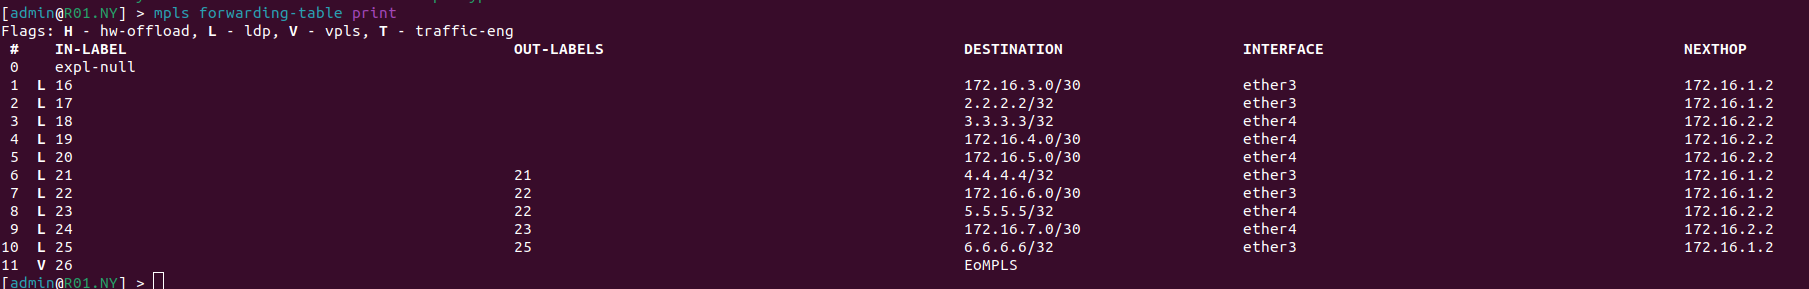 [admin@R01.NY] > mpls forwarding-table print
Flags: H - hw-offload, L - ldp, V - vpls, T - traffic-eng
# IN-LABEL OUT-LABELS DESTINATION INTERFACE NEXTHOP
0 expl-null
1 L 16 172.16.3.0/30 ether3 172.16.1.2
2 L 17 2.2.2.2/32 ether3 172.16.1.2
3 L 18 3.3.3.3/32 ether4 172.16.2.2
4 L 19 172.16.4.0/30 ether4 172.16.2.2
5 L 20 172.16.5.0/30 ether4 172.16.2.2
6 L 21 21 4.4.4.4/32 ether3 172.16.1.2
7 L 22 22 172.16.6.0/30 ether3 172.16.1.2
8 L 23 22 5.5.5.5/32 ether4 172.16.2.2
9 L 24 23 172.16.7.0/30 ether4 172.16.2.2
10 L 25 25 6.6.6.6/32 ether3 172.16.1.2
11 V 26 EoMPLS
[admin@R01.NY] >